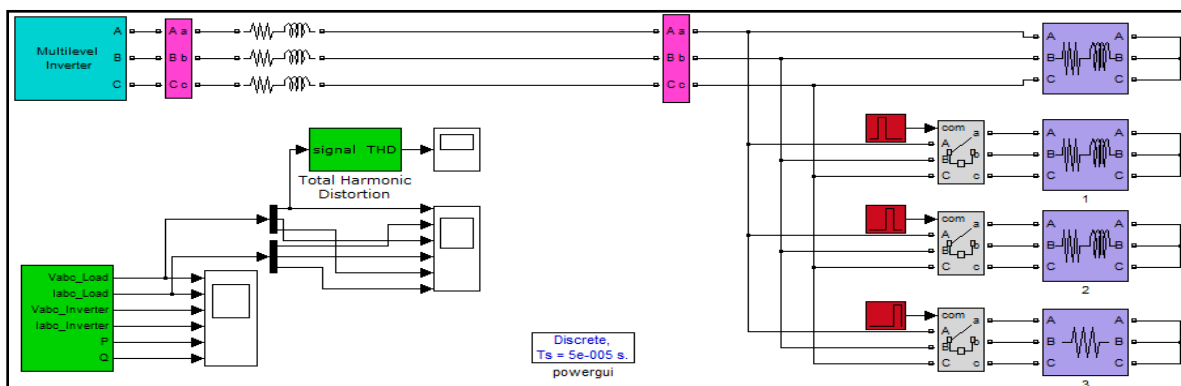 Multilevel
Inverter
A
B
C
A a
B b
C c
A a
B b
C c
A
B
C
A
B
C
signal THD
Total Harmonic
Distortion
com
A
B
C
a
b
c
A
B
C
A
B
C
1
com
A
B
C
a
b
c
A
B
C
A
B
C
2
Vabc_Load
Iabc_Load
Vabc_Inverter
Iabc_Inverter
P
Q
Discrete,
Ts = 5e-005 s.
powergui
com
A
B
C
a
b
c
A
B
C
A
B
C
3